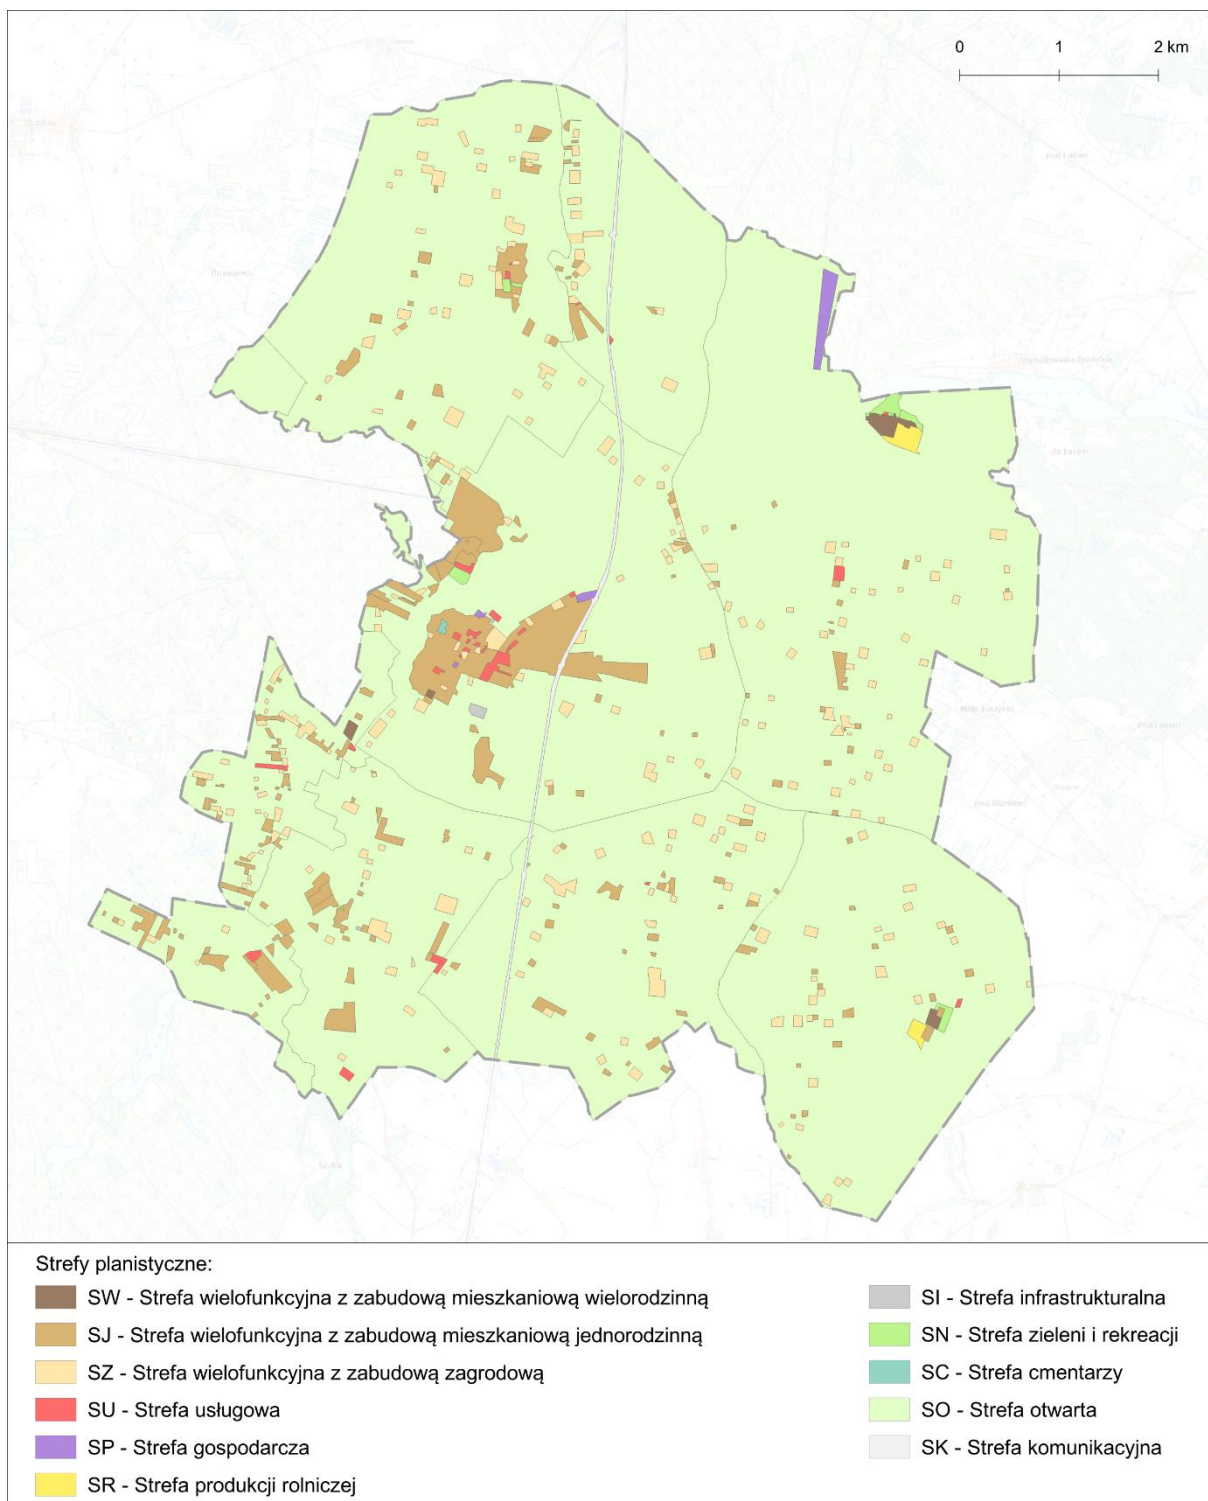 0 1 2 km
Strefy planistyczne:
SW - Strefa wielofunkcyjna z zabudową mieszkaniową wielorodzinną
SJ - Strefa wielofunkcyjna z zabudową mieszkaniową jednorodzinną
SZ - Strefa wielofunkcyjna z zabudową zagrodową
SU - Strefa usługowa
SP - Strefa gospodarcza
SR - Strefa produkcji rolniczej
SI - Strefa infrastrukturalna
SN - Strefa zieleni i rekreacji
SC - Strefa cmentarzy
SO - Strefa otwarta
SK - Strefa komunikacyjna